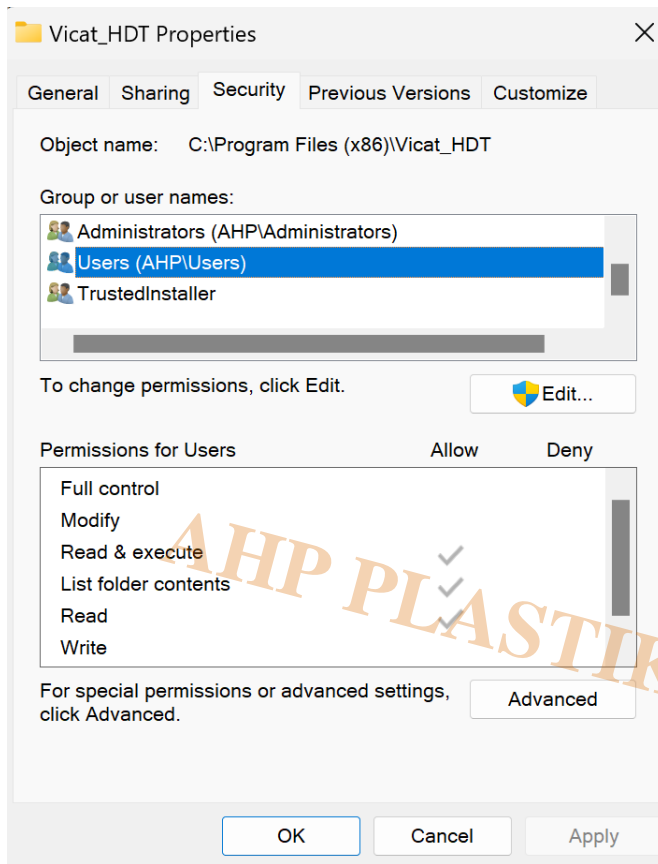 Vicat_HDT Properties
General Sharing Security Previous Versions Customize
Object name: C:\Program Files (x86)\Vicat_HDT
Group or user names:
Administrators (AHP\Administrators)
Users (AHP\Users)
TrustedInstaller
To change permissions, click Edit.
Edit...
Permissions for Users Allow Deny
Full control
Modify
Read & execute
List folder contents
Read
Write
AHP PLASTIK
For special permissions or advanced settings,
click Advanced.
Advanced
OK Cancel Apply